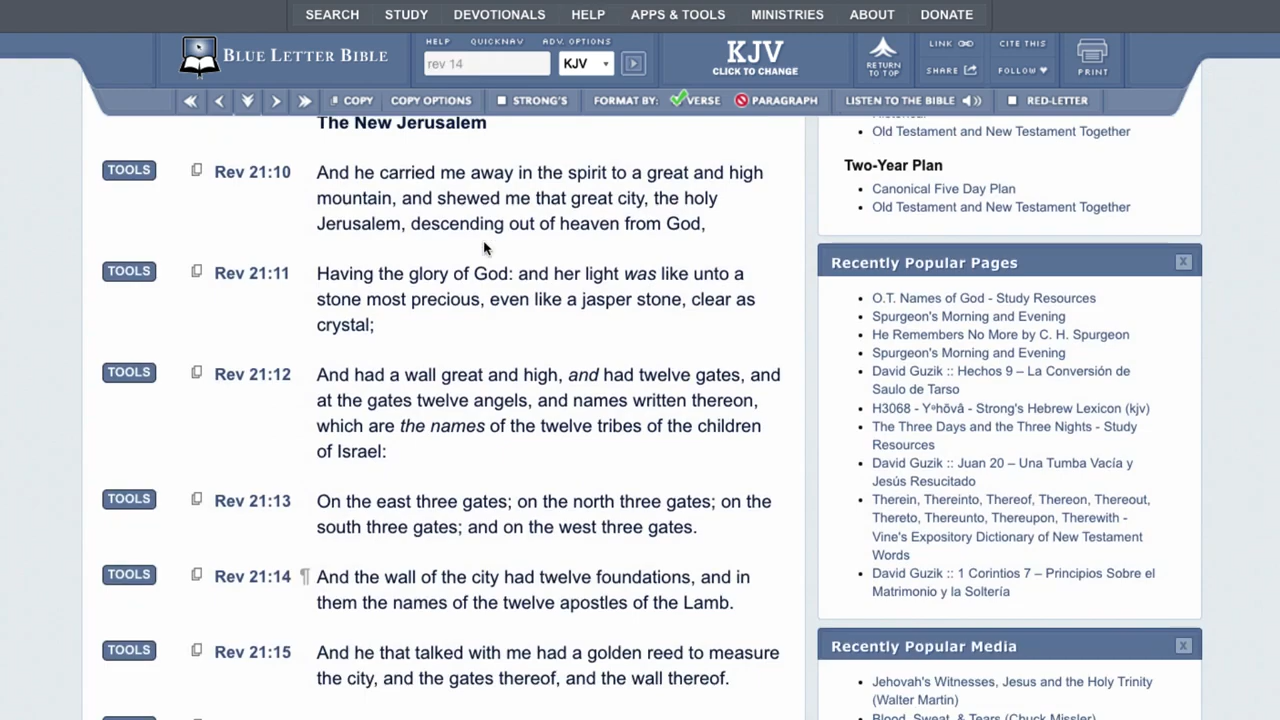 SEARCH STUDY DEVOTIONALS HELP APPS & TOOLS MINISTRIES ABOUT DONATE
BLUE LETTER BIBLE
HELP QUICKNAV ADV. OPTIONS
rev 14 KJV
KJV
CLICK TO CHANGE
RETURN
TO TOP
LINK
SHARE
CITE THIS
FOLLOW
PRINT
COPY COPY OPTIONS STRONG'S FORMAT BY: VERSE PARAGRAPH LISTEN TO THE BIBLE RED-LETTER
The New Jerusalem
TOOLS Rev 21:10 And he carried me away in the spirit to a great and high
mountain, and shewed me that great city, the holy
Jerusalem, descending out of heaven from God,
TOOLS Rev 21:11 Having the glory of God: and her light was like unto a
stone most precious, even like a jasper stone, clear as
crystal;
TOOLS Rev 21:12 And had a wall great and high, and had twelve gates, and
at the gates twelve angels, and names written thereon,
which are the names of the twelve tribes of the children
of Israel:
TOOLS Rev 21:13 On the east three gates; on the north three gates; on the
south three gates; and on the west three gates.
TOOLS Rev 21:14 ¶ And the wall of the city had twelve foundations, and in
them the names of the twelve apostles of the Lamb.
TOOLS Rev 21:15 And he that talked with me had a golden reed to measure
the city, and the gates thereof, and the wall thereof.
Historical
Old Testament and New Testament Together
Two-Year Plan
Canonical Five Day Plan
Old Testament and New Testament Together
Recently Popular Pages X
O.T. Names of God - Study Resources
Spurgeon's Morning and Evening
He Remembers No More by C. H. Spurgeon
Spurgeon's Morning and Evening
David Guzik :: Hechos 9 – La Conversión de
Saulo de Tarso
H3068 - Yᵊhōvâ - Strong's Hebrew Lexicon (kjv)
The Three Days and the Three Nights - Study
Resources
David Guzik :: Juan 20 – Una Tumba Vacía y
Jesús Resucitado
Therein, Thereinto, Thereof, Thereon, Thereout,
Thereto, Thereunto, Thereupon, Therewith -
Vine's Expository Dictionary of New Testament
Words
David Guzik :: 1 Corintios 7 – Principios Sobre el
Matrimonio y la Soltería
Recently Popular Media X
Jehovah's Witnesses, Jesus and the Holy Trinity
(Walter Martin)
Blood, Sweat, & Tears (Chuck Missler)